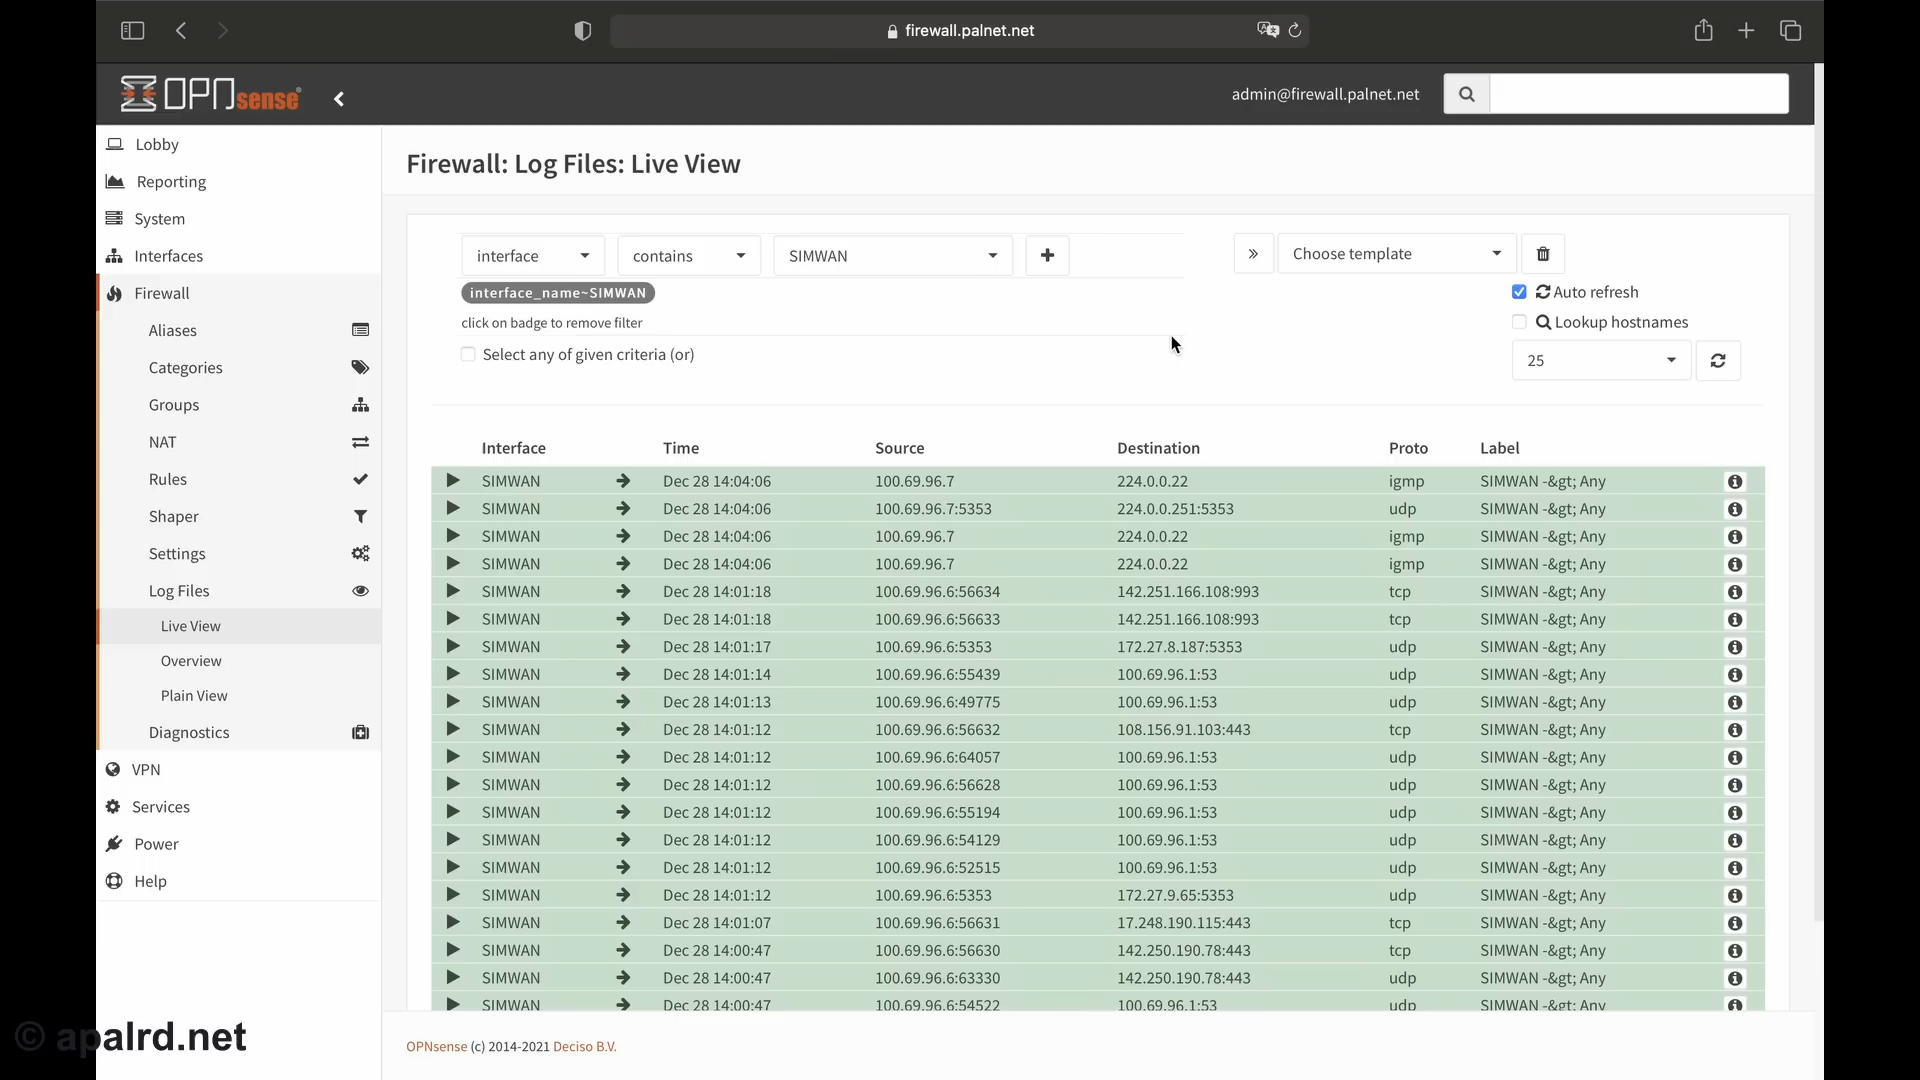 firewall.palnet.net
OPNsense
admin@firewall.palnet.net
Lobby
Reporting
System
Interfaces
Firewall
Aliases
Categories
Groups
NAT
Rules
Shaper
Settings
Log Files
Live View
Overview
Plain View
Diagnostics
VPN
Services
Power
Help
Firewall: Log Files: Live View
interface contains SIMWAN Choose template
interface_name~SIMWAN
click on badge to remove filter
Select any of given criteria (or)
Auto refresh
Lookup hostnames
25
Interface Time Source Destination Proto Label
SIMWAN Dec 28 14:04:06 100.69.96.7 224.0.0.22 igmp SIMWAN -&gt; Any
SIMWAN Dec 28 14:04:06 100.69.96.7:5353 224.0.0.251:5353 udp SIMWAN -&gt; Any
SIMWAN Dec 28 14:04:06 100.69.96.7 224.0.0.22 igmp SIMWAN -&gt; Any
SIMWAN Dec 28 14:04:06 100.69.96.7 224.0.0.22 igmp SIMWAN -&gt; Any
SIMWAN Dec 28 14:01:18 100.69.96.6:56634 142.251.166.108:993 tcp SIMWAN -&gt; Any
SIMWAN Dec 28 14:01:18 100.69.96.6:56633 142.251.166.108:993 tcp SIMWAN -&gt; Any
SIMWAN Dec 28 14:01:17 100.69.96.6:5353 172.27.8.187:5353 udp SIMWAN -&gt; Any
SIMWAN Dec 28 14:01:14 100.69.96.6:55439 100.69.96.1:53 udp SIMWAN -&gt; Any
SIMWAN Dec 28 14:01:13 100.69.96.6:49775 100.69.96.1:53 udp SIMWAN -&gt; Any
SIMWAN Dec 28 14:01:12 100.69.96.6:56632 108.156.91.103:443 tcp SIMWAN -&gt; Any
SIMWAN Dec 28 14:01:12 100.69.96.6:64057 100.69.96.1:53 udp SIMWAN -&gt; Any
SIMWAN Dec 28 14:01:12 100.69.96.6:56628 100.69.96.1:53 udp SIMWAN -&gt; Any
SIMWAN Dec 28 14:01:12 100.69.96.6:55194 100.69.96.1:53 udp SIMWAN -&gt; Any
SIMWAN Dec 28 14:01:12 100.69.96.6:54129 100.69.96.1:53 udp SIMWAN -&gt; Any
SIMWAN Dec 28 14:01:12 100.69.96.6:52515 100.69.96.1:53 udp SIMWAN -&gt; Any
SIMWAN Dec 28 14:01:12 100.69.96.6:5353 172.27.9.65:5353 udp SIMWAN -&gt; Any
SIMWAN Dec 28 14:01:07 100.69.96.6:56631 17.248.190.115:443 tcp SIMWAN -&gt; Any
SIMWAN Dec 28 14:00:47 100.69.96.6:56630 142.250.190.78:443 tcp SIMWAN -&gt; Any
SIMWAN Dec 28 14:00:47 100.69.96.6:63330 142.250.190.78:443 udp SIMWAN -&gt; Any
SIMWAN Dec 28 14:00:47 100.69.96.6:54522 100.69.96.1:53 udp SIMWAN -&gt; Any
OPNsense (c) 2014-2021 Deciso B.V.
© apalrd.net